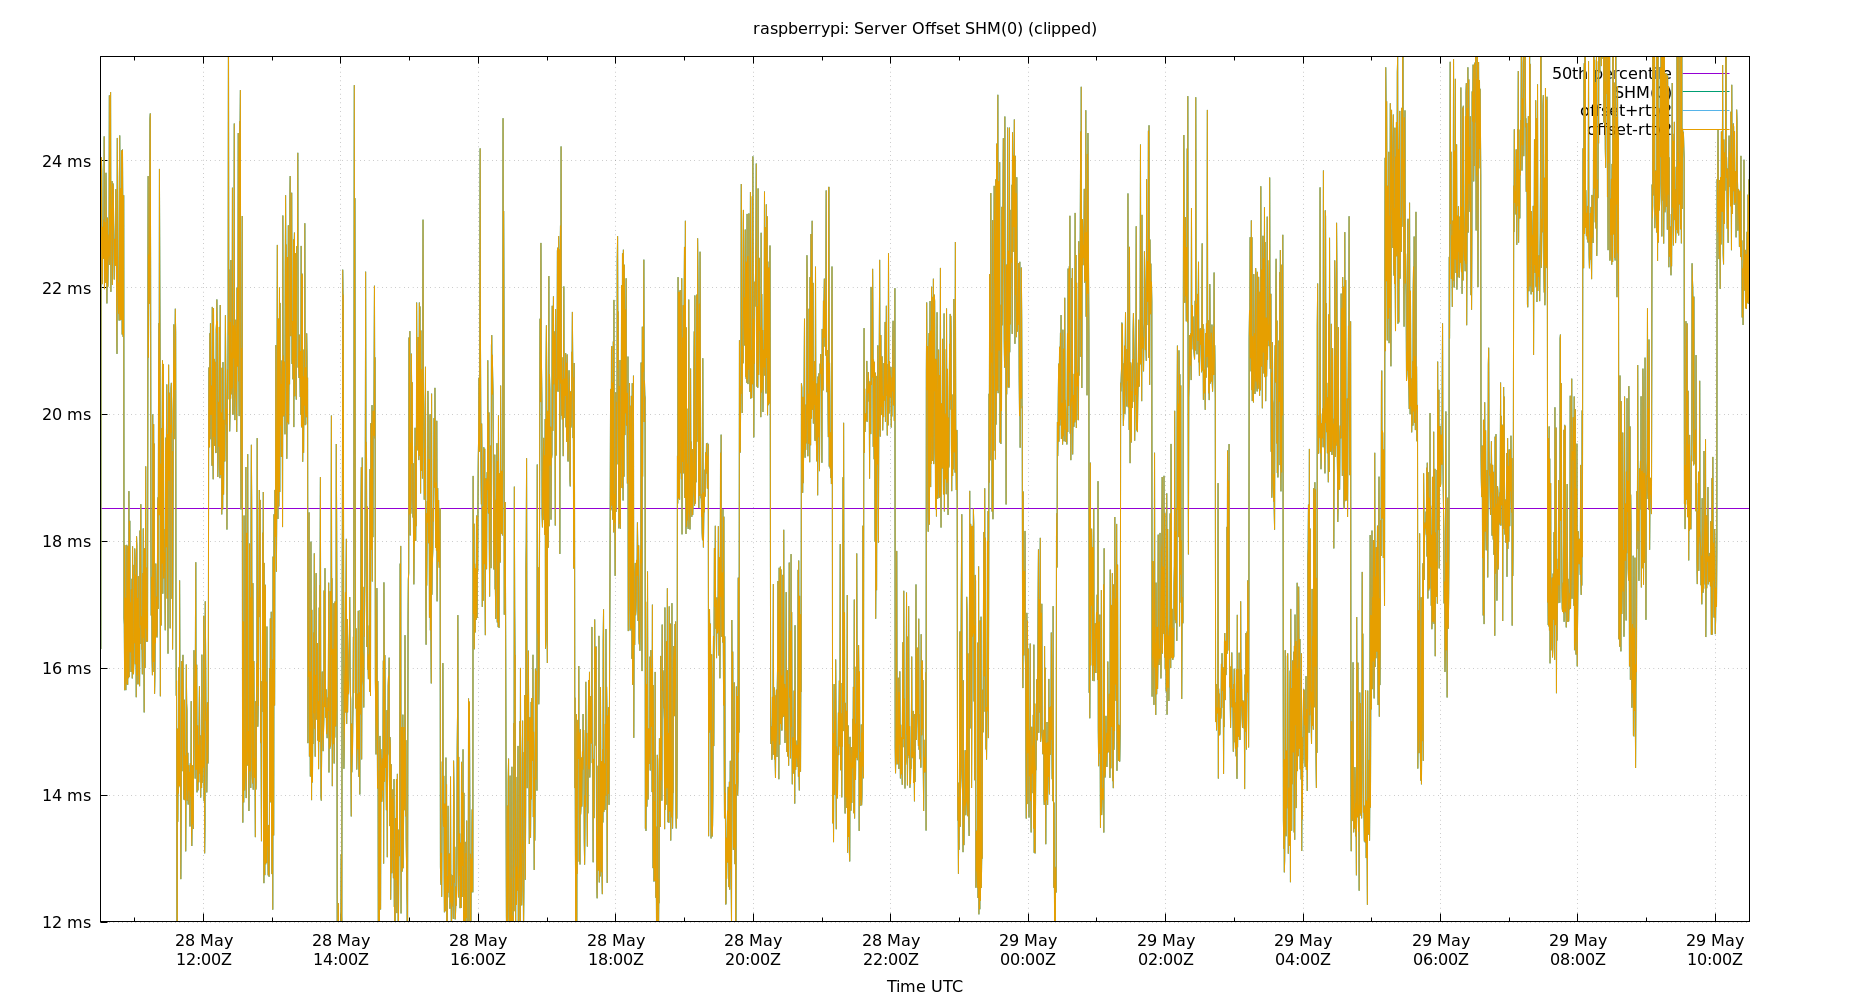 raspberrypi: Server Offset SHM(0) (clipped)
50th percentile
SHM(0)
offset+rtt/2
offset-rtt/2
24 ms
22 ms
20 ms
18 ms
16 ms
14 ms
12 ms
28 May 28 May 28 May 28 May 28 May 28 May 29 May 29 May 29 May 29 May 29 May 29 May
12:00Z 14:00Z 16:00Z 18:00Z 20:00Z 22:00Z 00:00Z 02:00Z 04:00Z 06:00Z 08:00Z 10:00Z
Time UTC